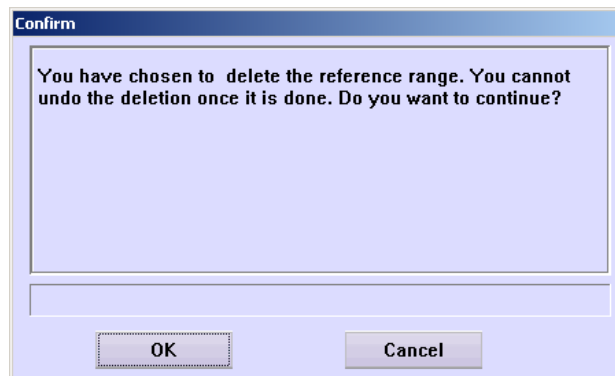 Confirm
You have chosen to  delete the reference range. You cannot
undo the deletion once it is done. Do you want to continue?
OK
Cancel